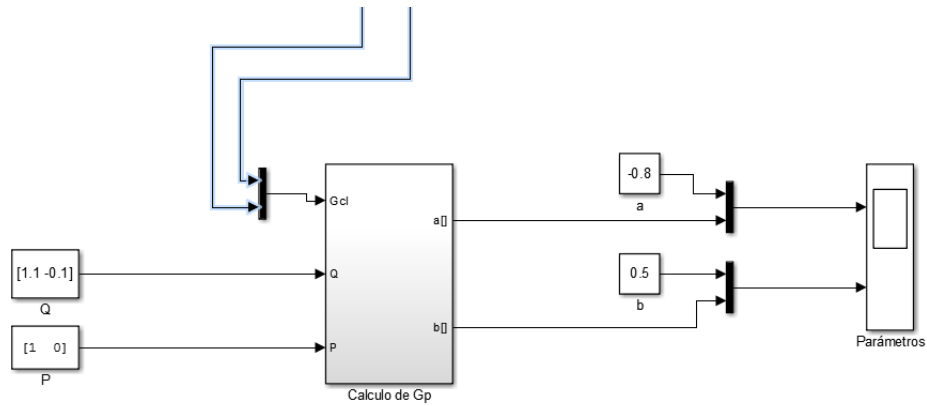 -0.8
Gcl
a
a[]
[1.1 -0.1]
Q
Q
0.5
b
b[]
[1 0]
P
P
Parámetros
Calculo de Gp